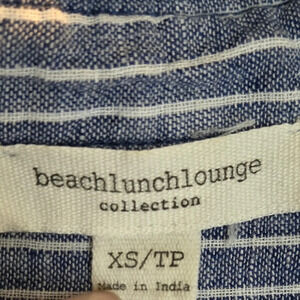 beachlunchlounge
collection
XS/TP
Made in India